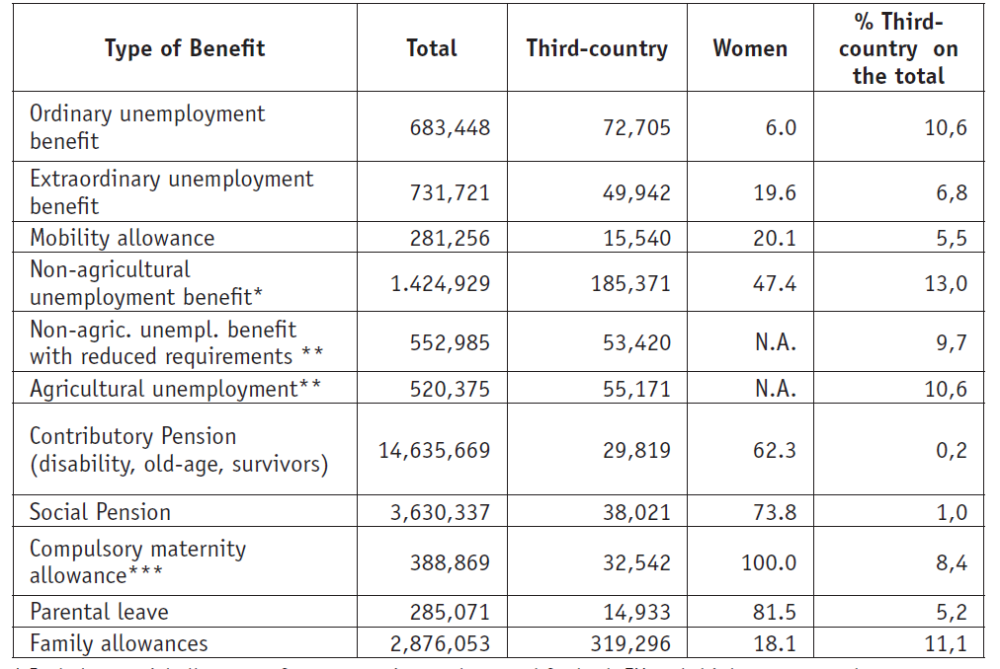 Type of Benefit Total Third-country Women % Third-
country on
the total
Ordinary unemployment
benefit 683,448 72,705 6.0 10,6
Extraordinary unemployment
benefit 731,721 49,942 19.6 6,8
Mobility allowance 281,256 15,540 20.1 5,5
Non-agricultural
unemployment benefit* 1.424,929 185,371 47.4 13,0
Non-agric. unempl. benefit
with reduced requirements ** 552,985 53,420 N.A. 9,7
Agricultural unemployment** 520,375 55,171 N.A. 10,6
Contributory Pension
(disability, old-age, survivors) 14,635,669 29,819 62.3 0,2
Social Pension 3,630,337 38,021 73.8 1,0
Compulsory maternity
allowance*** 388,869 32,542 100.0 8,4
Parental leave 285,071 14,933 81.5 5,2
Family allowances 2,876,053 319,296 18.1 11,1